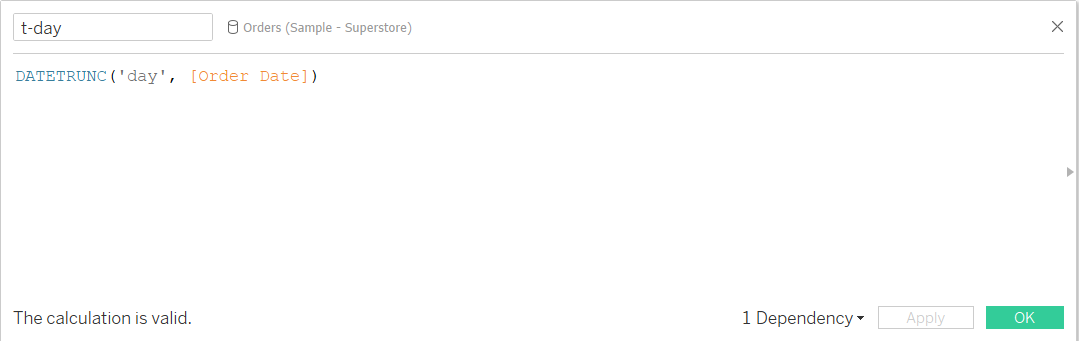 t-day Orders (Sample - Superstore)
DATETRUNC('day', [Order Date])
The calculation is valid. 1 Dependency Apply OK